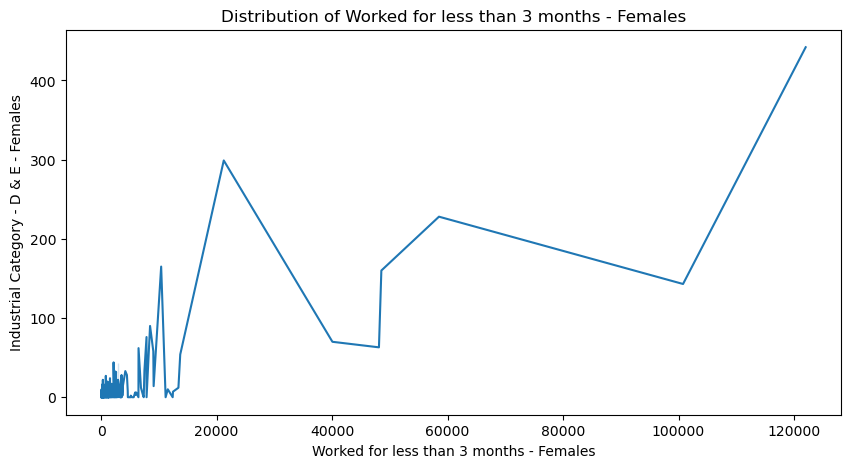 Distribution of Worked for less than 3 months - Females
Industrial Category - D & E - Females
400
300
200
100
0
0 20000 40000 60000 80000 100000 120000
Worked for less than 3 months - Females